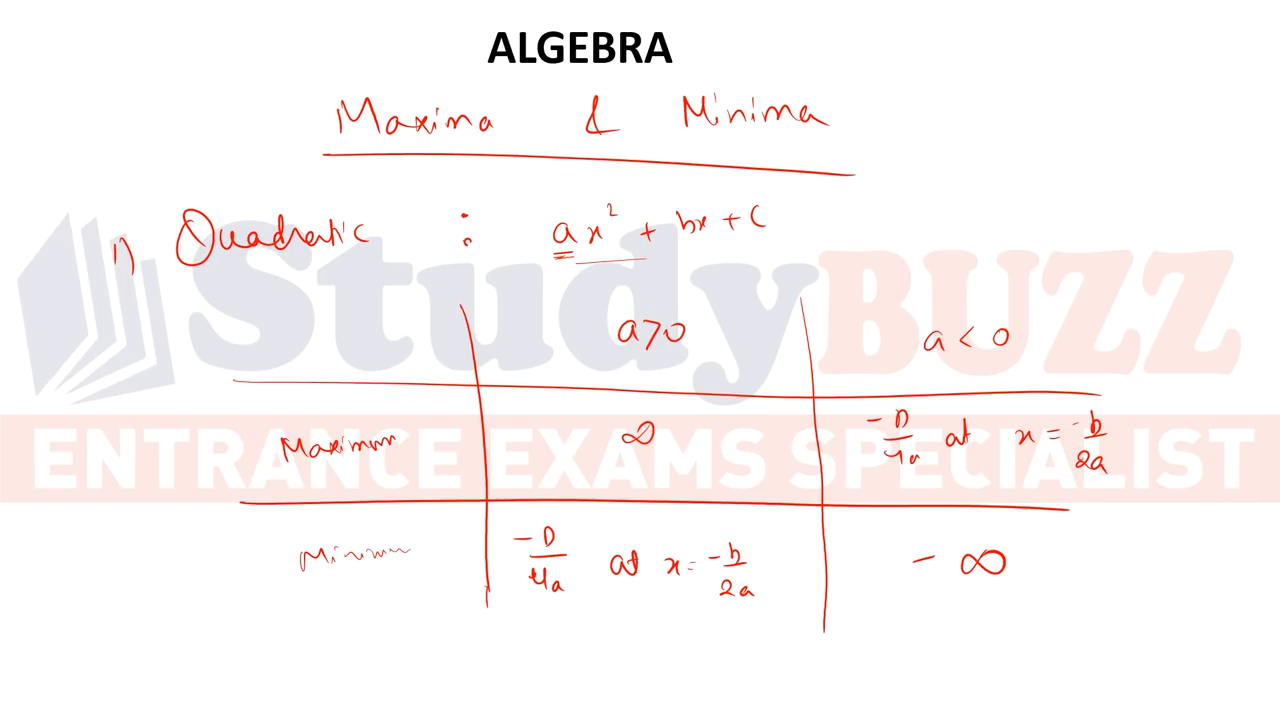 ALGEBRA
Maxima & Minima
1) Quadratic : ax² + bx + c
a>0 a < 0
Maximum ∞ -D/4a at x = -b/2a
Minimum -D/4a at x = -b/2a - ∞
StudyBUZZ
ENTRANCE EXAMS SPECIALIST